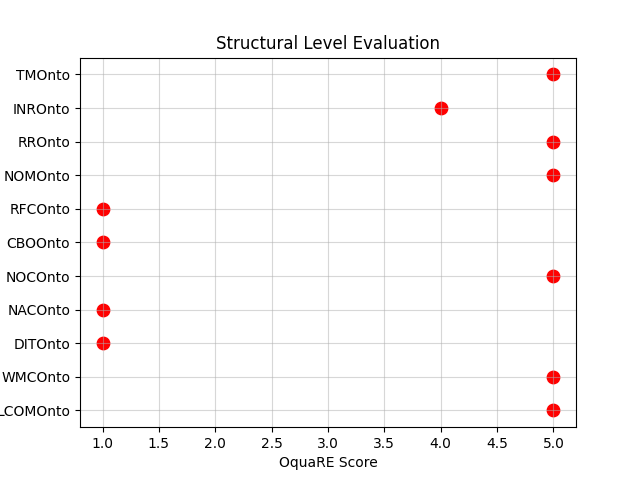 Structural Level Evaluation
TMOnto
INROnto
RROnto
NOMOnto
RFCOnto
CBOOnto
NOCOnto
NACOnto
DITOnto
WMCOnto
LCOMOnto
1.0 1.5 2.0 2.5 3.0 3.5 4.0 4.5 5.0
OquaRE Score